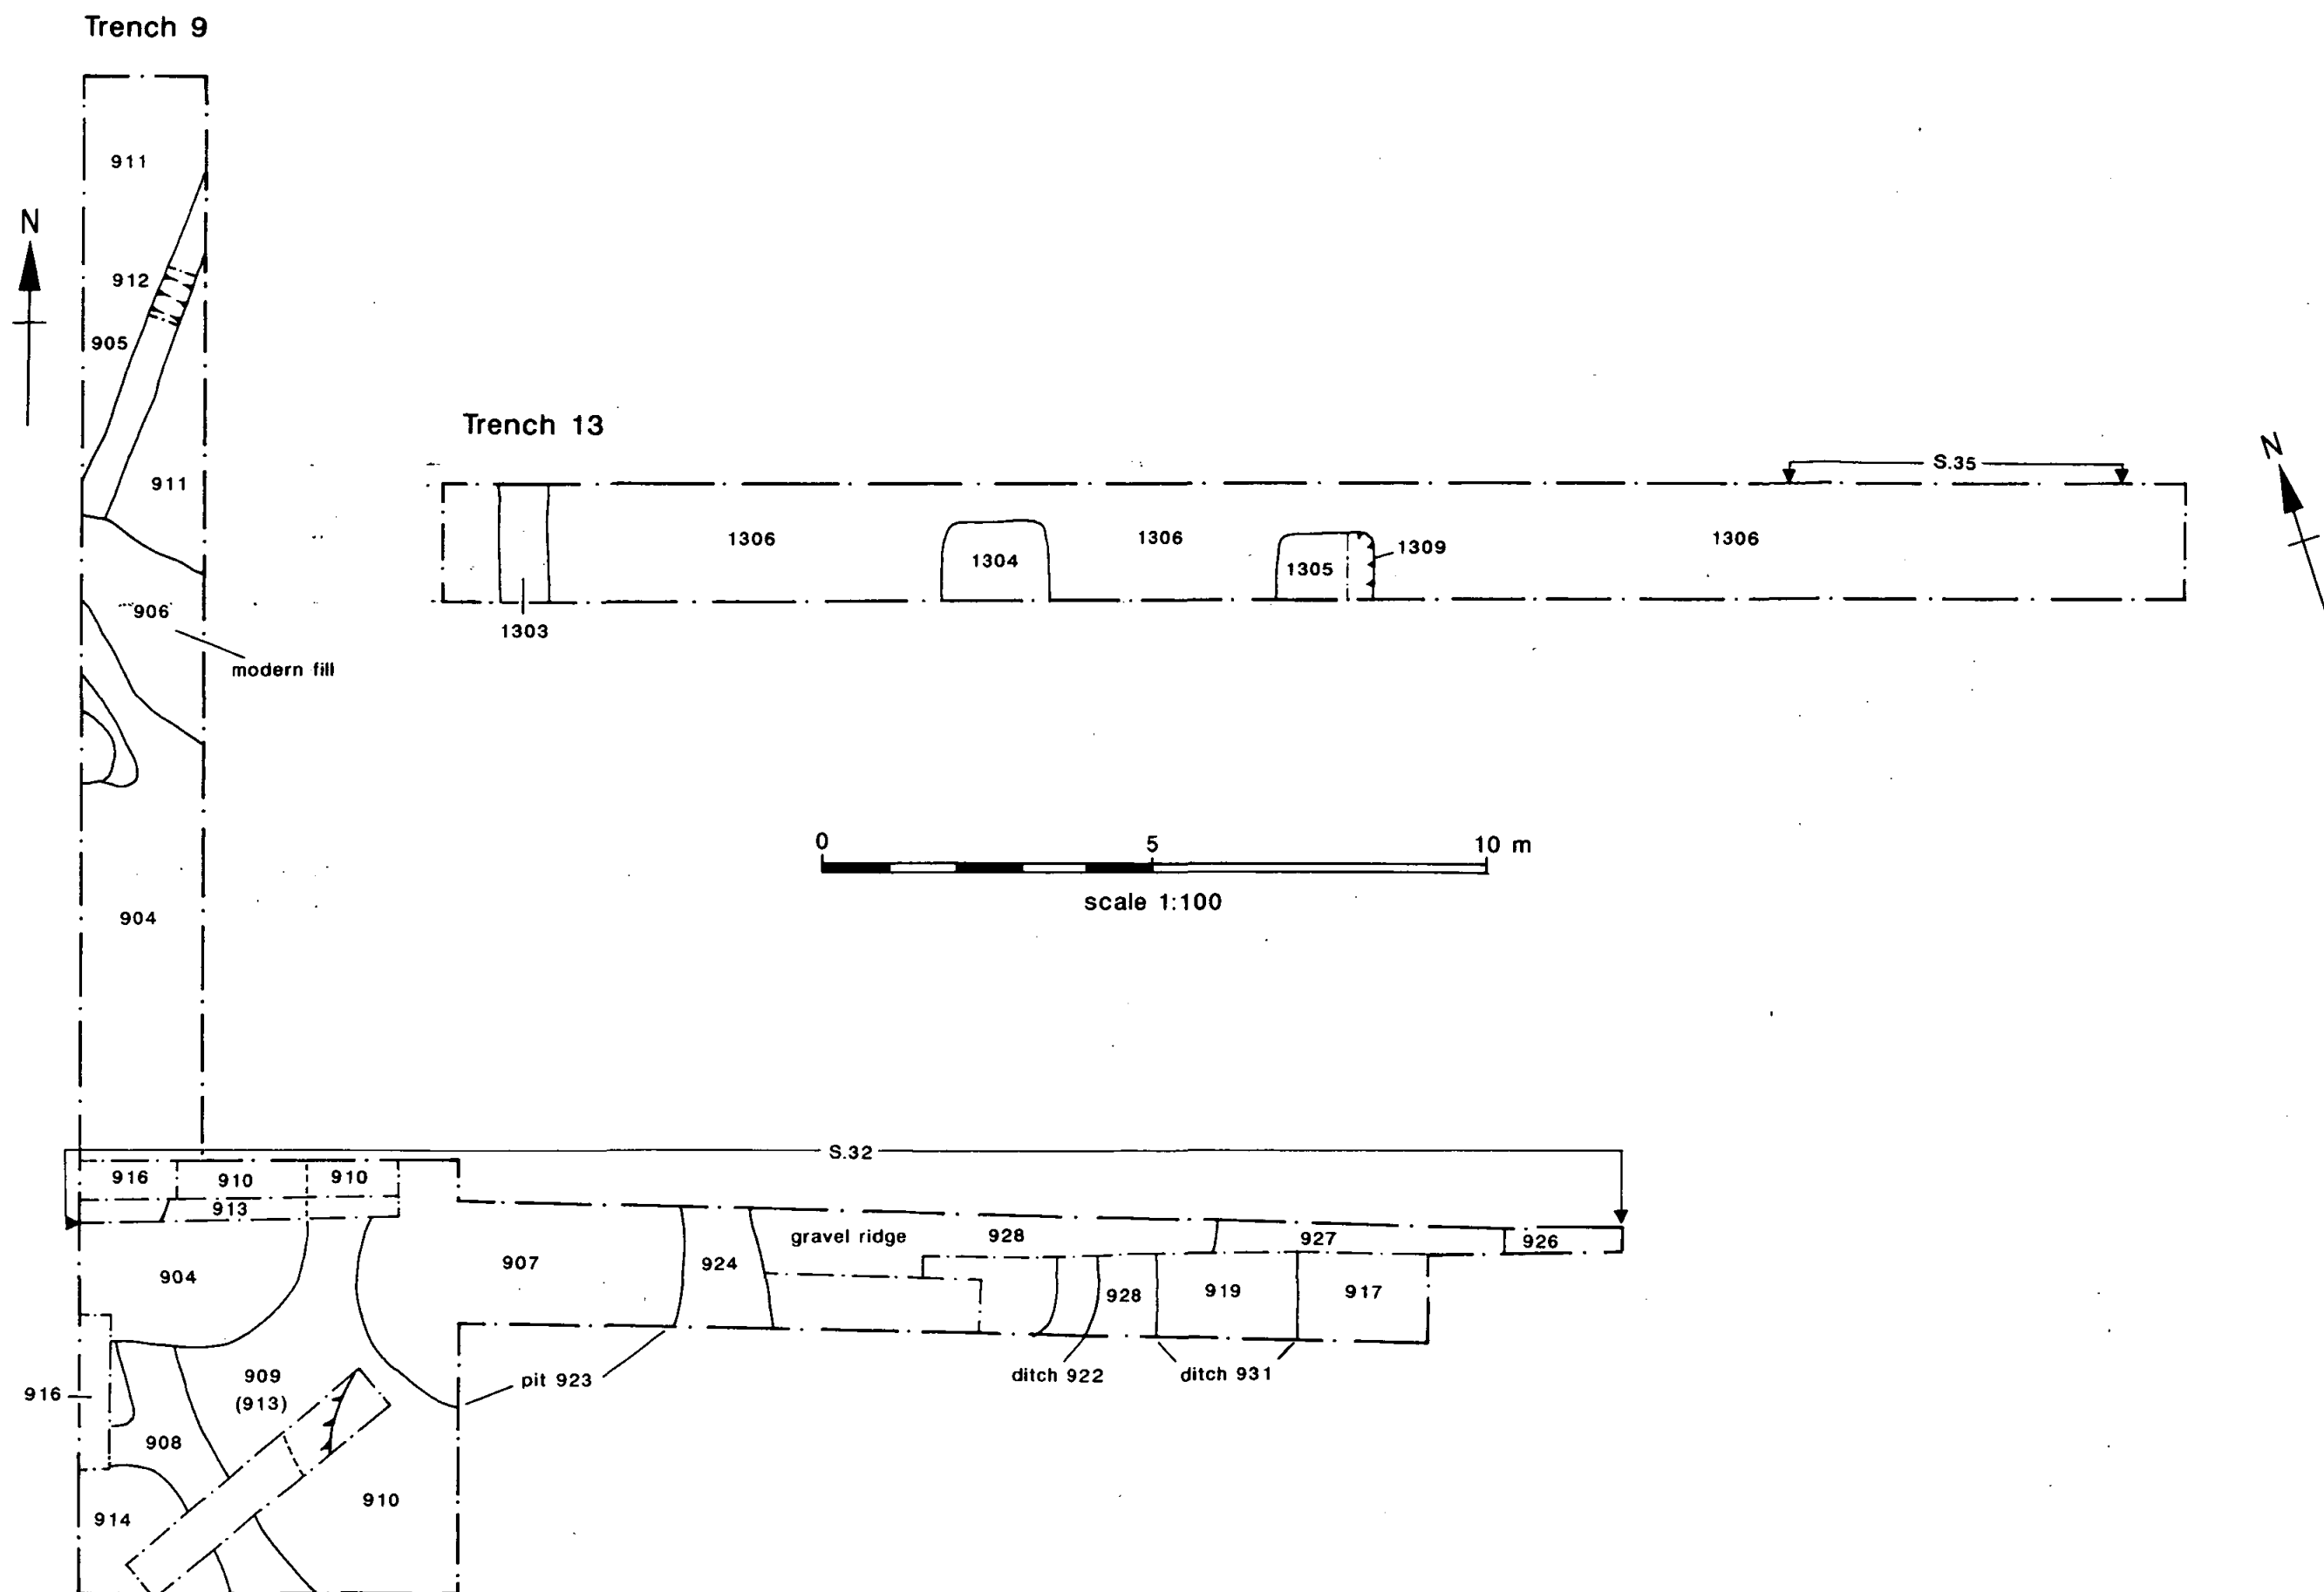 Trench 9
911
N
912
905
Trench 13
N
S.35
911
1306
1304
1306
1305
1309
1306
906
1303
modern fill
0 5 10 m
scale 1:100
904
S.32
916 910 910
913
gravel ridge 928 927 926
904 907 924
928 919 917
909
(913)
pit 923
ditch 922 ditch 931
916
908
910
914